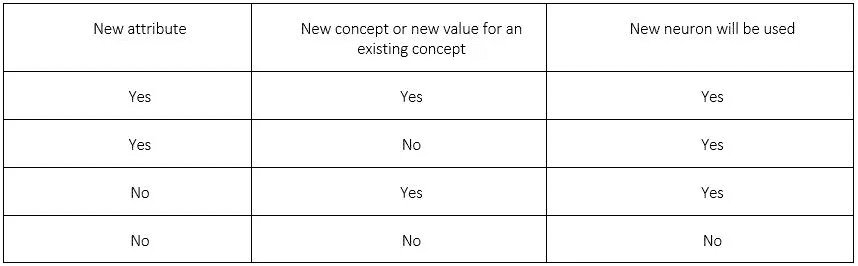 New attribute
New concept or new value for an
existing concept
New neuron will be used
Yes
Yes
Yes
Yes
No
Yes
No
Yes
Yes
No
No
No